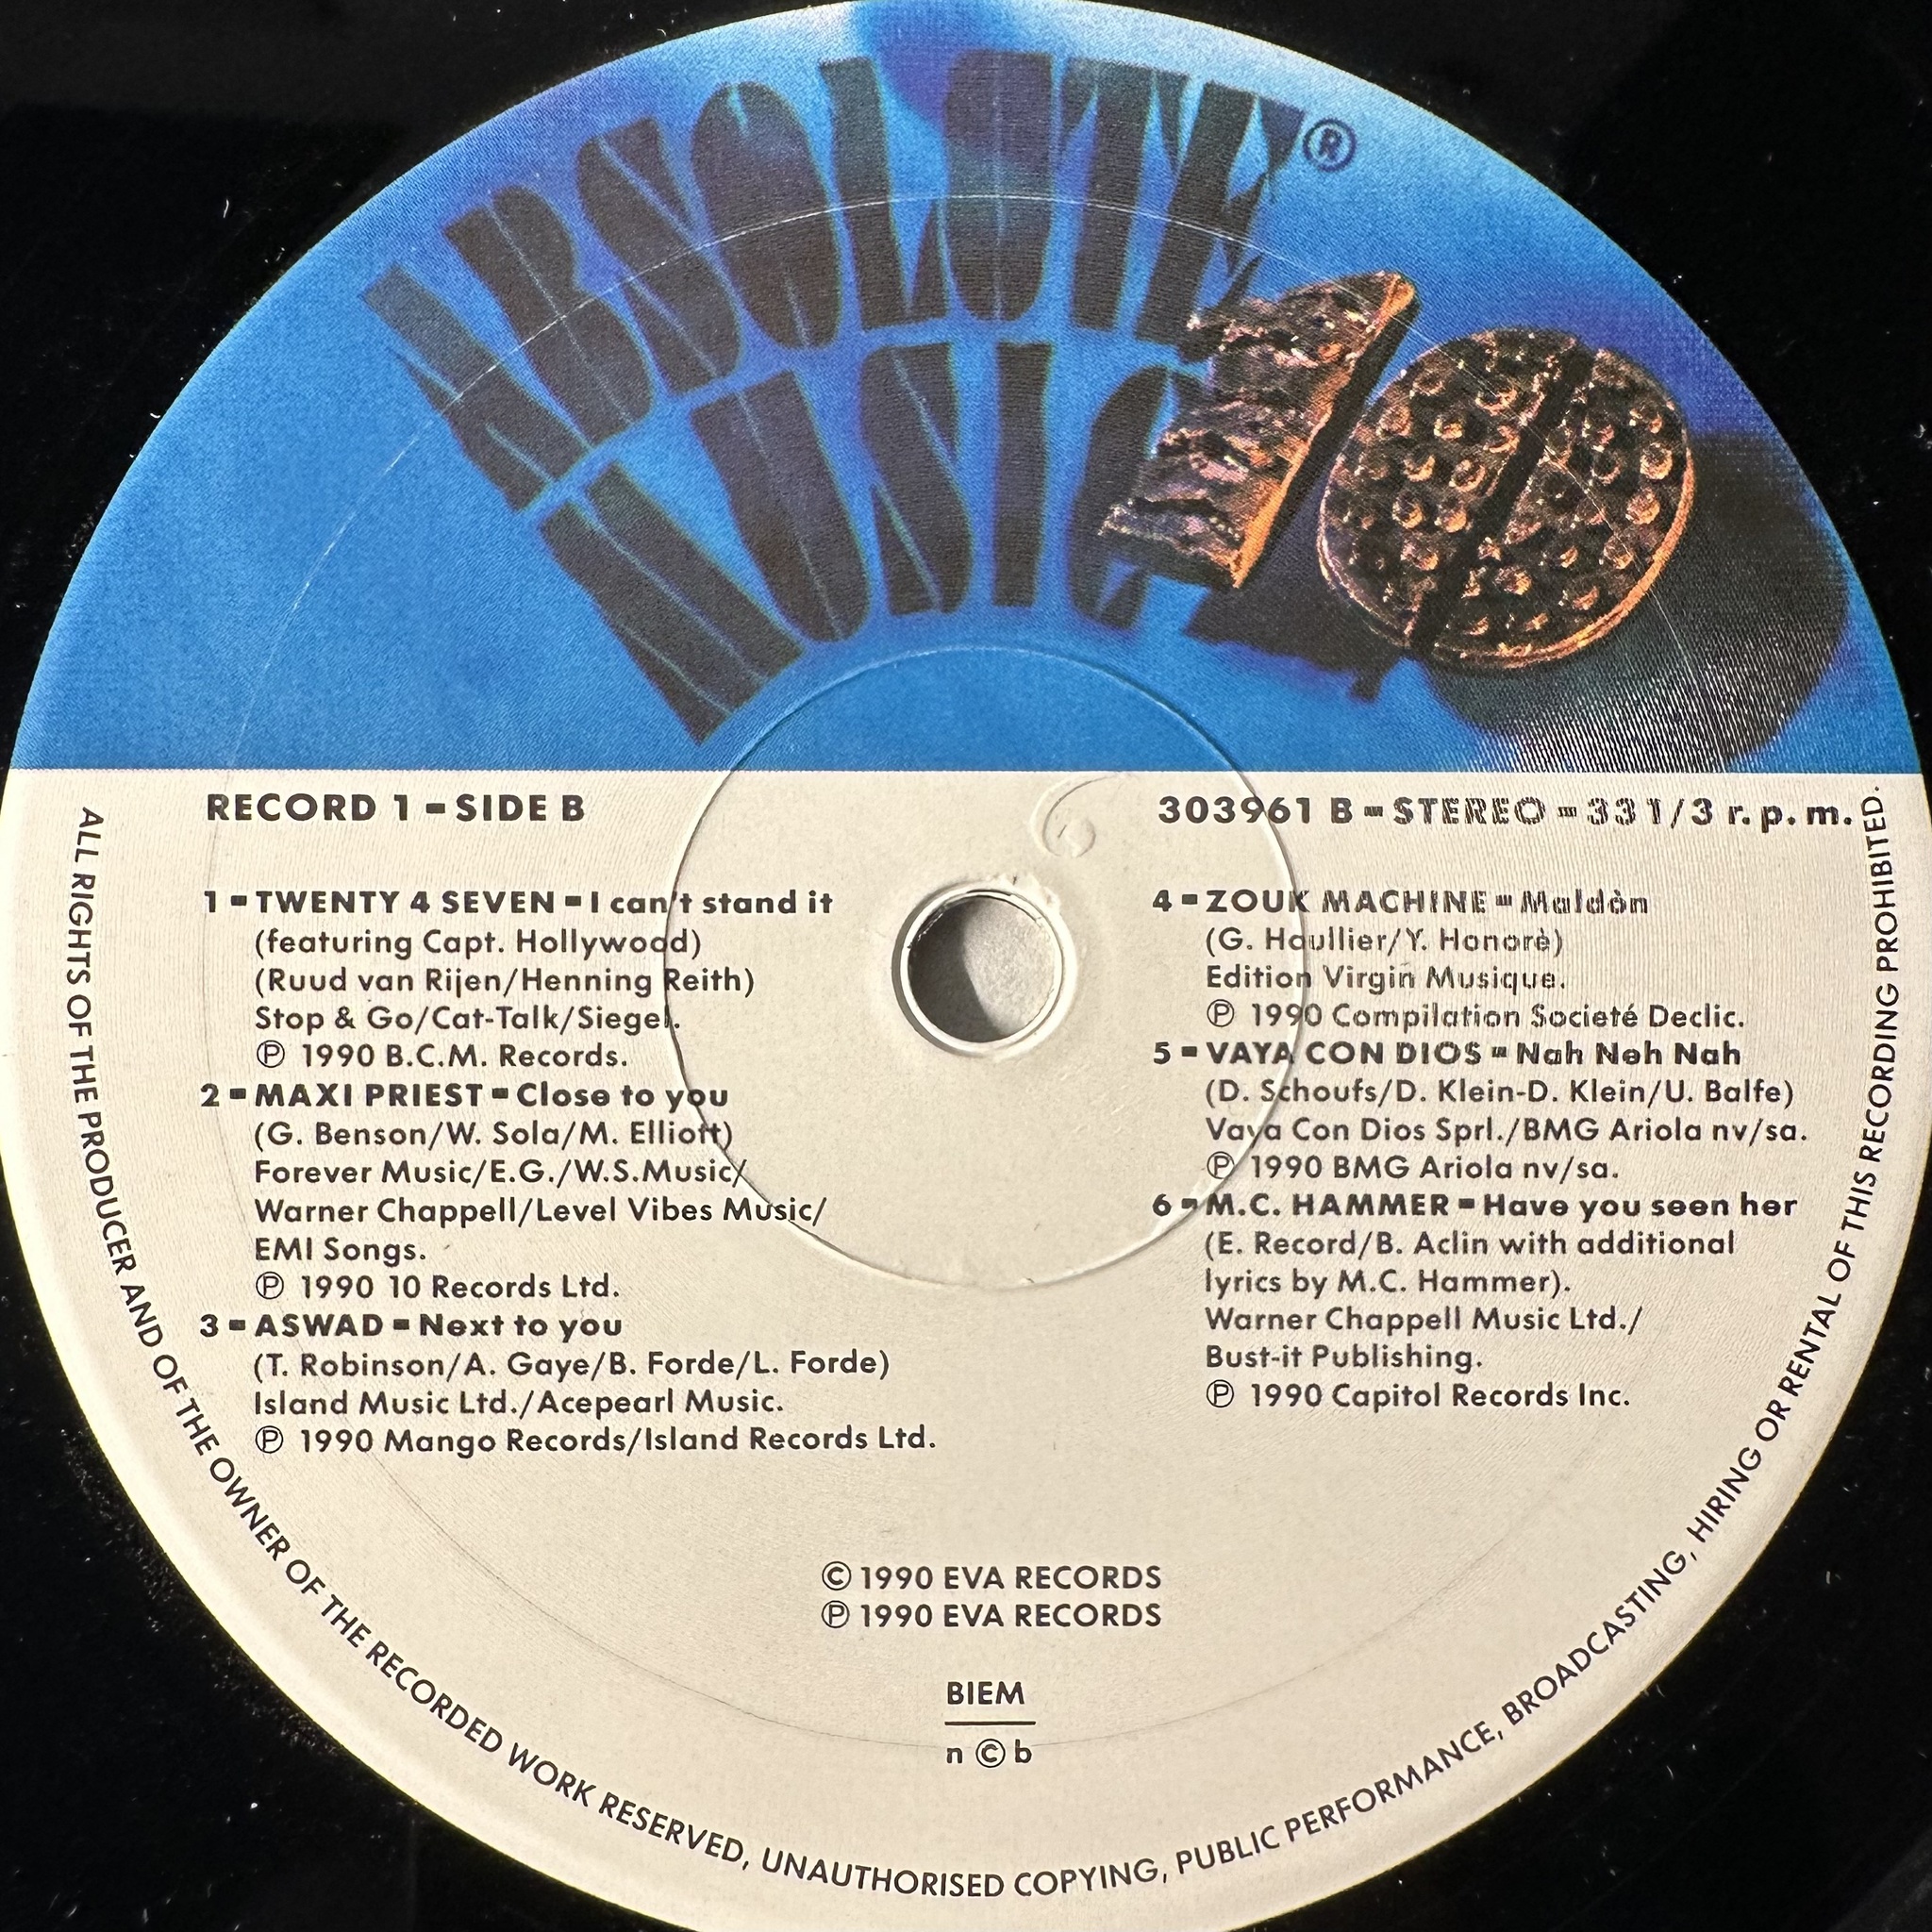 ABSOLUTE®
MUSIC 10
RECORD 1 - SIDE B
303961 B - STEREO - 33 1/3 r.p.m.
1 - TWENTY 4 SEVEN - I can't stand it
(featuring Capt. Hollywood)
(Ruud van Rijen/Henning Reith)
Stop & Go/Cat-Talk/Siegel.
℗ 1990 B.C.M. Records.
2 - MAXI PRIEST - Close to you
(G. Benson/W. Sola/M. Elliott)
Forever Music/E.G./W.S.Music/
Warner Chappell/Level Vibes Music/
EMI Songs.
℗ 1990 10 Records Ltd.
3 - ASWAD - Next to you
(T. Robinson/A. Gaye/B. Forde/L. Forde)
Island Music Ltd./Acepearl Music.
℗ 1990 Mango Records/Island Records Ltd.
4 - ZOUK MACHINE - Maldòn
(G. Houllier/Y. Honorè)
Edition Virgin Musique.
℗ 1990 Compilation Societé Declic.
5 - VAYA CON DIOS - Nah Neh Nah
(D. Schoufs/D. Klein-D. Klein/U. Balfe)
Vaya Con Dios Sprl./BMG Ariola nv/sa.
℗ 1990 BMG Ariola nv/sa.
6 - M.C. HAMMER - Have you seen her
(E. Record/B. Aclin with additional
lyrics by M.C. Hammer).
Warner Chappell Music Ltd./
Bust-it Publishing.
℗ 1990 Capitol Records Inc.
© 1990 EVA RECORDS
℗ 1990 EVA RECORDS
BIEM
n©b
ALL RIGHTS OF THE PRODUCER AND OF THE OWNER OF THE RECORDED WORK RESERVED, UNAUTHORISED COPYING, PUBLIC PERFORMANCE, BROADCASTING, HIRING OR RENTAL OF THIS RECORDING PROHIBITED.